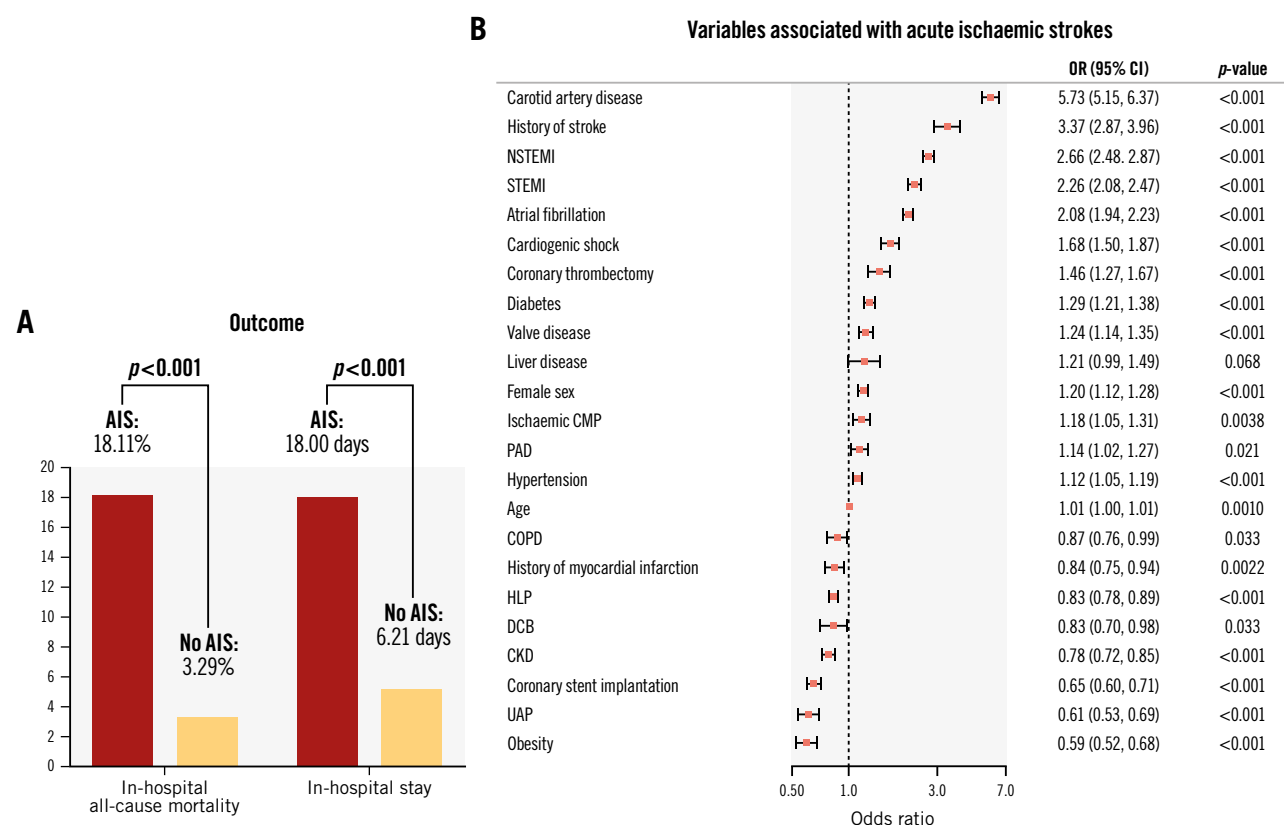 A
Outcome
p<0.001
p<0.001
AIS:
18.11%
AIS:
18.00 days
No AIS:
3.29%
No AIS:
6.21 days
20
18
16
14
12
10
8
6
4
2
0
In-hospital
all-cause mortality
In-hospital stay
B
Variables associated with acute ischaemic strokes
OR (95% CI) p-value
Carotid artery disease 5.73 (5.15, 6.37) <0.001
History of stroke 3.37 (2.87, 3.96) <0.001
NSTEMI 2.66 (2.48. 2.87) <0.001
STEMI 2.26 (2.08, 2.47) <0.001
Atrial fibrillation 2.08 (1.94, 2.23) <0.001
Cardiogenic shock 1.68 (1.50, 1.87) <0.001
Coronary thrombectomy 1.46 (1.27, 1.67) <0.001
Diabetes 1.29 (1.21, 1.38) <0.001
Valve disease 1.24 (1.14, 1.35) <0.001
Liver disease 1.21 (0.99, 1.49) 0.068
Female sex 1.20 (1.12, 1.28) <0.001
Ischaemic CMP 1.18 (1.05, 1.31) 0.0038
PAD 1.14 (1.02, 1.27) 0.021
Hypertension 1.12 (1.05, 1.19) <0.001
Age 1.01 (1.00, 1.01) 0.0010
COPD 0.87 (0.76, 0.99) 0.033
History of myocardial infarction 0.84 (0.75, 0.94) 0.0022
HLP 0.83 (0.78, 0.89) <0.001
DCB 0.83 (0.70, 0.98) 0.033
CKD 0.78 (0.72, 0.85) <0.001
Coronary stent implantation 0.65 (0.60, 0.71) <0.001
UAP 0.61 (0.53, 0.69) <0.001
Obesity 0.59 (0.52, 0.68) <0.001
0.50 1.0 3.0 7.0
Odds ratio